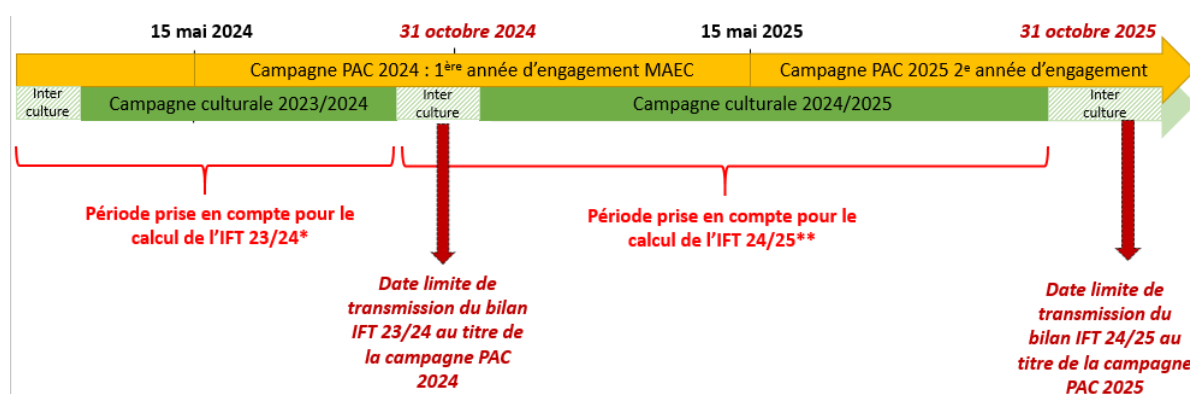 15 mai 2024
31 octobre 2024
15 mai 2025
31 octobre 2025
Campagne PAC 2024 : 1ère année d'engagement MAEC
Campagne PAC 2025 2e année d'engagement
Inter
culture
Campagne culturale 2023/2024
Inter
culture
Campagne culturale 2024/2025
Inter
culture
Période prise en compte pour le
calcul de l'IFT 23/24*
Période prise en compte pour le
calcul de l'IFT 24/25**
Date limite de
transmission du bilan
IFT 23/24 au titre de
la campagne PAC
2024
Date limite de
transmission du
bilan IFT 24/25 au
titre de la campagne
PAC 2025